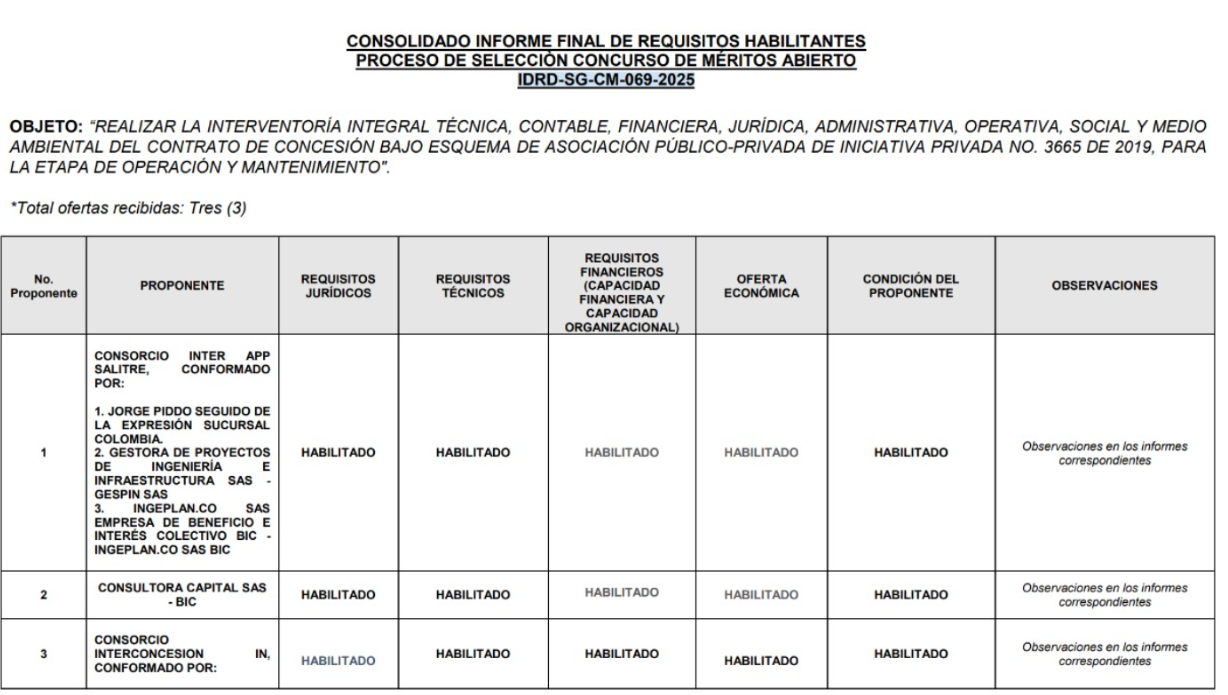 CONSOLIDADO INFORME FINAL DE REQUISITOS HABILITANTES
PROCESO DE SELECCIÓN CONCURSO DE MÉRITOS ABIERTO
IDRD-SG-CM-069-2025
OBJETO: “REALIZAR LA INTERVENTORÍA INTEGRAL TÉCNICA, CONTABLE, FINANCIERA, JURÍDICA, ADMINISTRATIVA, OPERATIVA, SOCIAL Y MEDIO
AMBIENTAL DEL CONTRATO DE CONCESIÓN BAJO ESQUEMA DE ASOCIACIÓN PÚBLICO-PRIVADA DE INICIATIVA PRIVADA NO. 3665 DE 2019, PARA
LA ETAPA DE OPERACIÓN Y MANTENIMIENTO”.
*Total ofertas recibidas: Tres (3)
No.
Proponente
PROPONENTE
REQUISITOS
JURÍDICOS
REQUISITOS
TÉCNICOS
REQUISITOS
FINANCIEROS
(CAPACIDAD
FINANCIERA Y
CAPACIDAD
ORGANIZACIONAL)
OFERTA
ECONÓMICA
CONDICIÓN DEL
PROPONENTE
OBSERVACIONES
1
CONSORCIO INTER APP
SALITRE, CONFORMADO
POR:
1. JORGE PIDDO SEGUIDO DE
LA EXPRESIÓN SUCURSAL
COLOMBIA.
2. GESTORA DE PROYECTOS
DE INGENIERÍA E
INFRAESTRUCTURA SAS -
GESPIN SAS
3. INGEPLAN.CO SAS
EMPRESA DE BENEFICIO E
INTERÉS COLECTIVO BIC -
INGEPLAN.CO SAS BIC
HABILITADO
HABILITADO
HABILITADO
HABILITADO
HABILITADO
Observaciones en los informes
correspondientes
2
CONSULTORA CAPITAL SAS
- BIC
HABILITADO
HABILITADO
HABILITADO
HABILITADO
HABILITADO
Observaciones en los informes
correspondientes
3
CONSORCIO
INTERCONCESION IN,
CONFORMADO POR:
HABILITADO
HABILITADO
HABILITADO
HABILITADO
HABILITADO
Observaciones en los informes
correspondientes